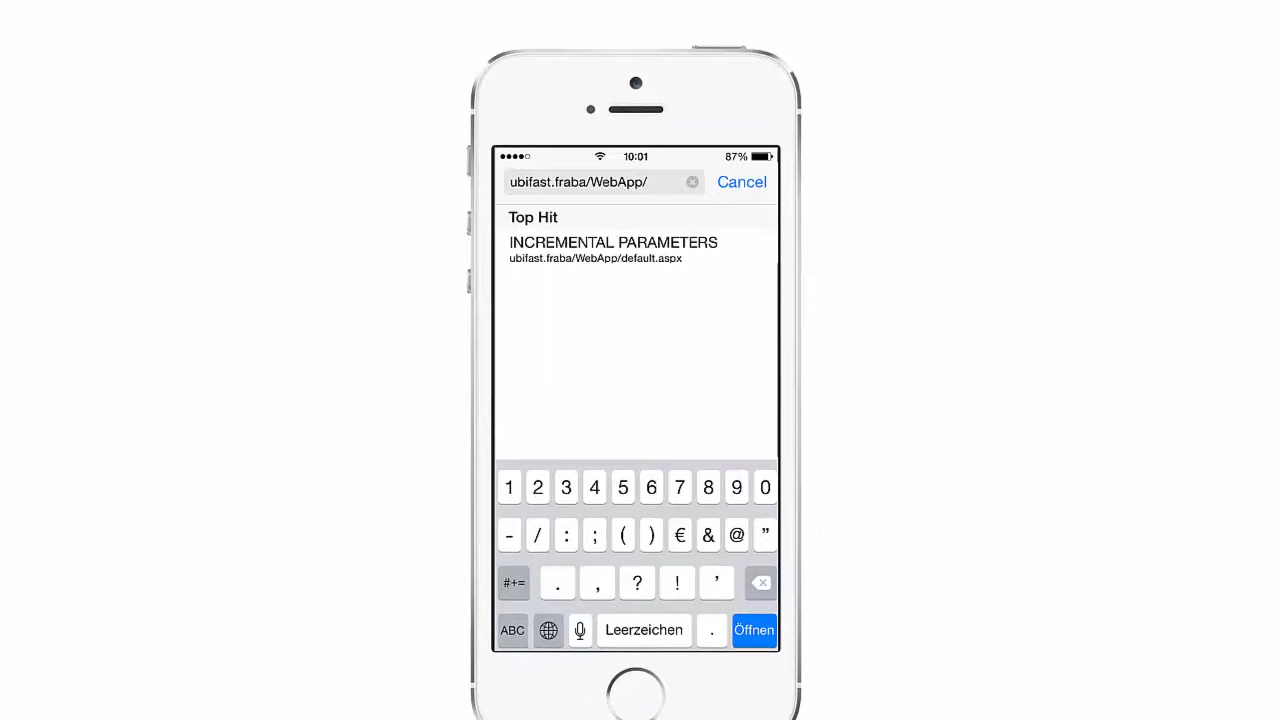 10:01 87%
ubifast.fraba/WebApp/ Cancel
Top Hit
INCREMENTAL PARAMETERS
ubifast.fraba/WebApp/default.aspx
1 2 3 4 5 6 7 8 9 0
- / : ; ( ) € & @ ”
#+= . , ? ! ’
ABC Leerzeichen . Öffnen